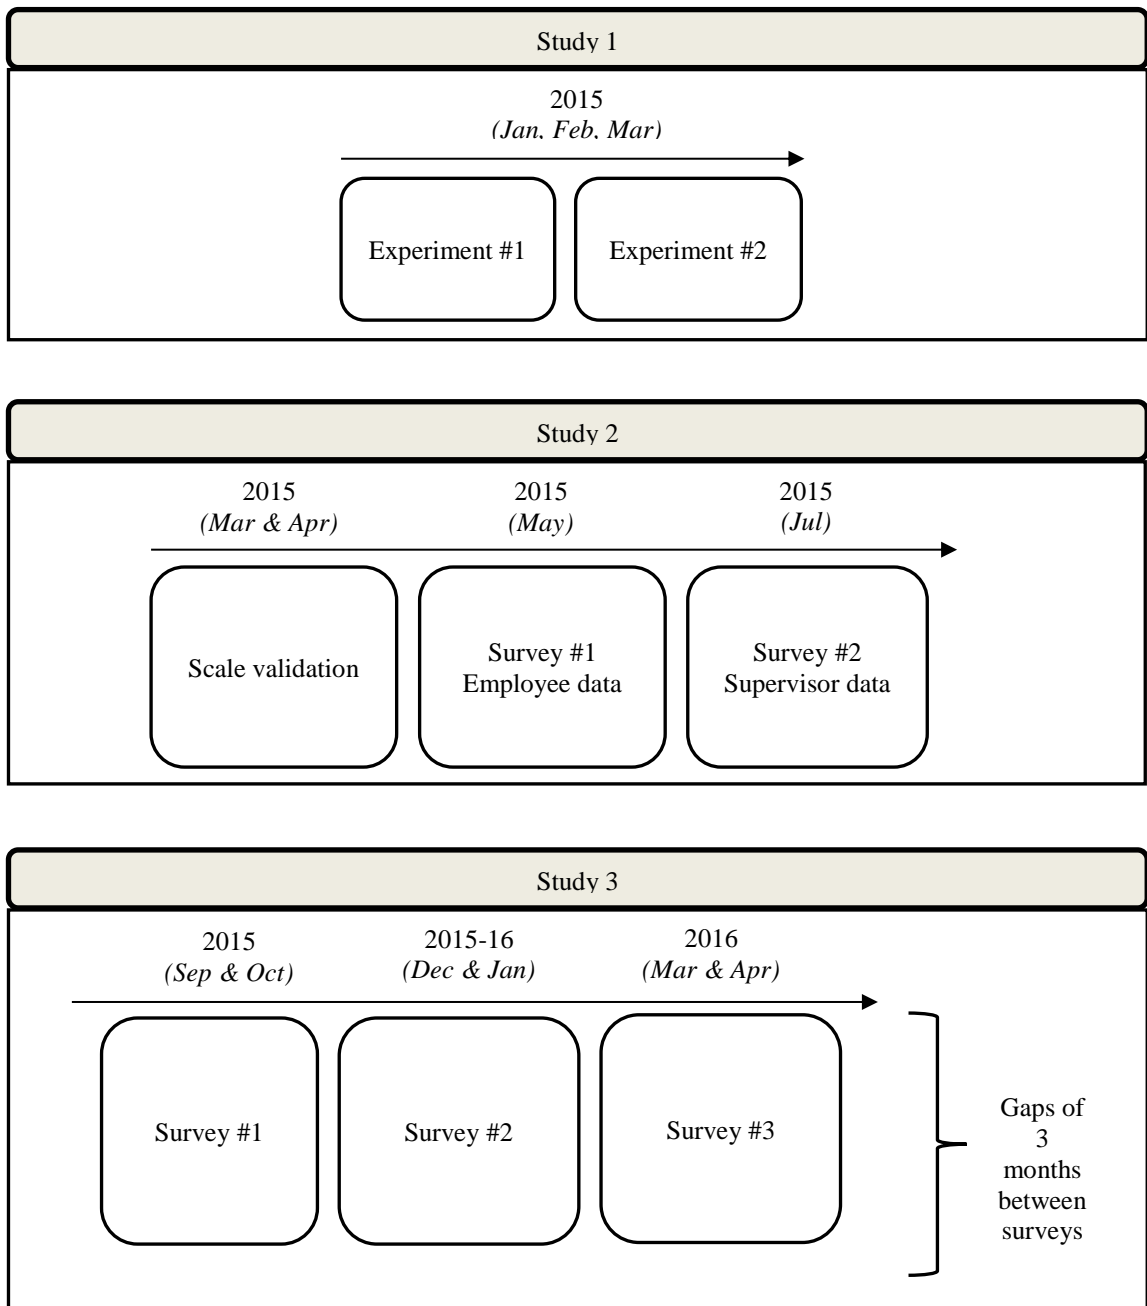 Study 1
2015
(Jan, Feb, Mar)
Experiment #1
Experiment #2
Study 2
2015
(Mar & Apr)
2015
(May)
2015
(Jul)
Scale validation
Survey #1
Employee data
Survey #2
Supervisor data
Study 3
2015
(Sep & Oct)
2015-16
(Dec & Jan)
2016
(Mar & Apr)
Survey #1
Survey #2
Survey #3
Gaps of
3
months
between
surveys